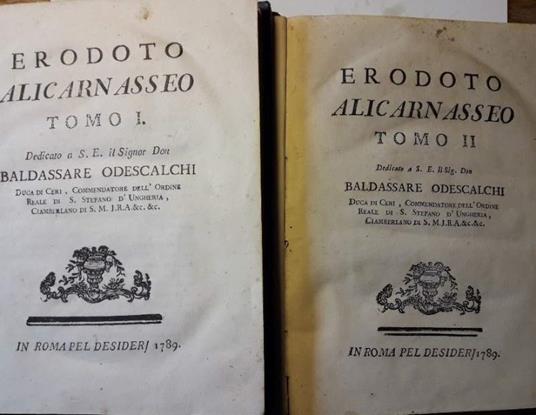 ERODOTO
ALICARNASSEO
TOMO I.
Dedicato a S. E. il Signor Don
BALDASSARE ODESCALCHI
DUCA DI CERI, COMMENDATORE DELL' ORDINE
REALE DI S. STEFANO D' UNGHERIA,
CIAMBERLANO DI S. M. J.R.A. &c. &c.
IN ROMA PEL DESIDERJ 1789.
ERODOTO
ALICARNASSEO
TOMO II
Dedicato a S. E. il Sig. Don
BALDASSARE ODESCALCHI
DUCA DI CERI, COMMENDATORE DELL' ORDINE
REALE DI S. STEFANO D' UNGHERIA,
CIAMBERLANO DI S. M. J.R.A. &c. &c.
IN ROMA PEL DESIDERJ 1789.